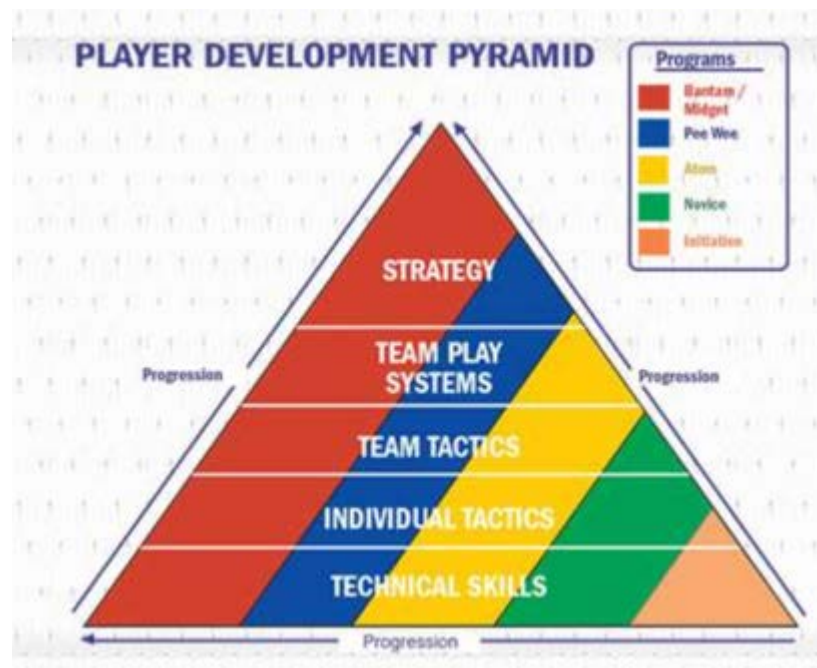 PLAYER DEVELOPMENT PYRAMID
Programs
Bantam /
Midget
Pee Wee
Atom
Novice
Initiation
STRATEGY
TEAM PLAY
SYSTEMS
Progression
Progression
TEAM TACTICS
INDIVIDUAL TACTICS
TECHNICAL SKILLS
Progression